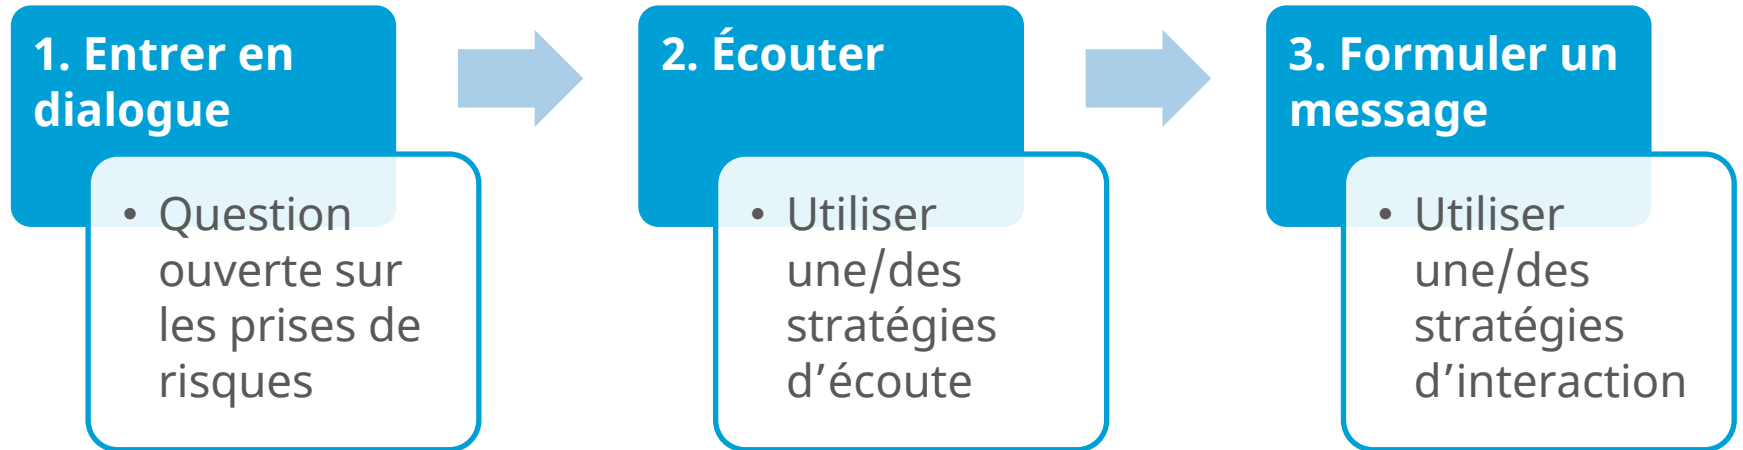 1. Entrer en
dialogue
• Question
ouverte sur
les prises de
risques
2. Écouter
• Utiliser
une/des
stratégies
d’écoute
3. Formuler un
message
• Utiliser
une/des
stratégies
d’interaction